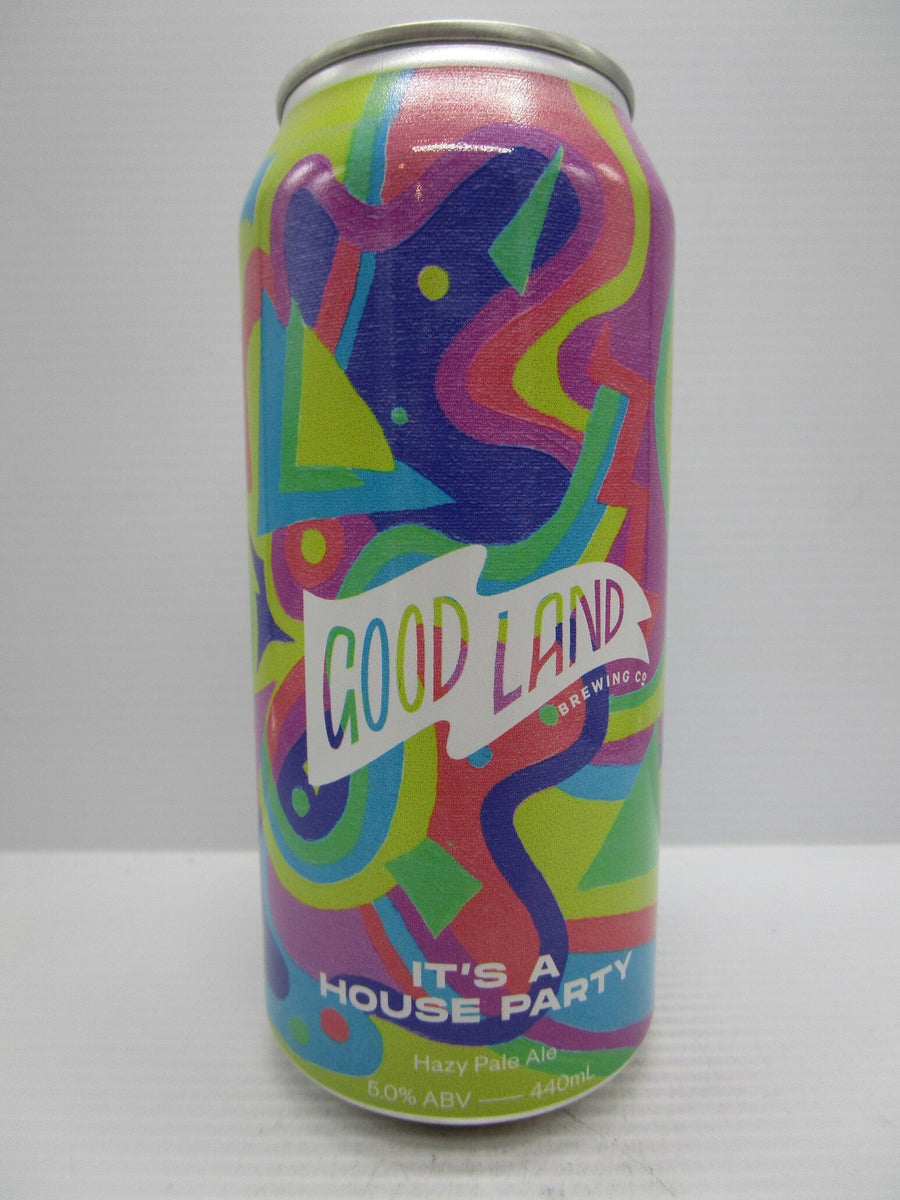 GOOD LAND
BREWING CO
IT'S A
HOUSE PARTY
Hazy Pale Ale
5.0% ABV — 440mL